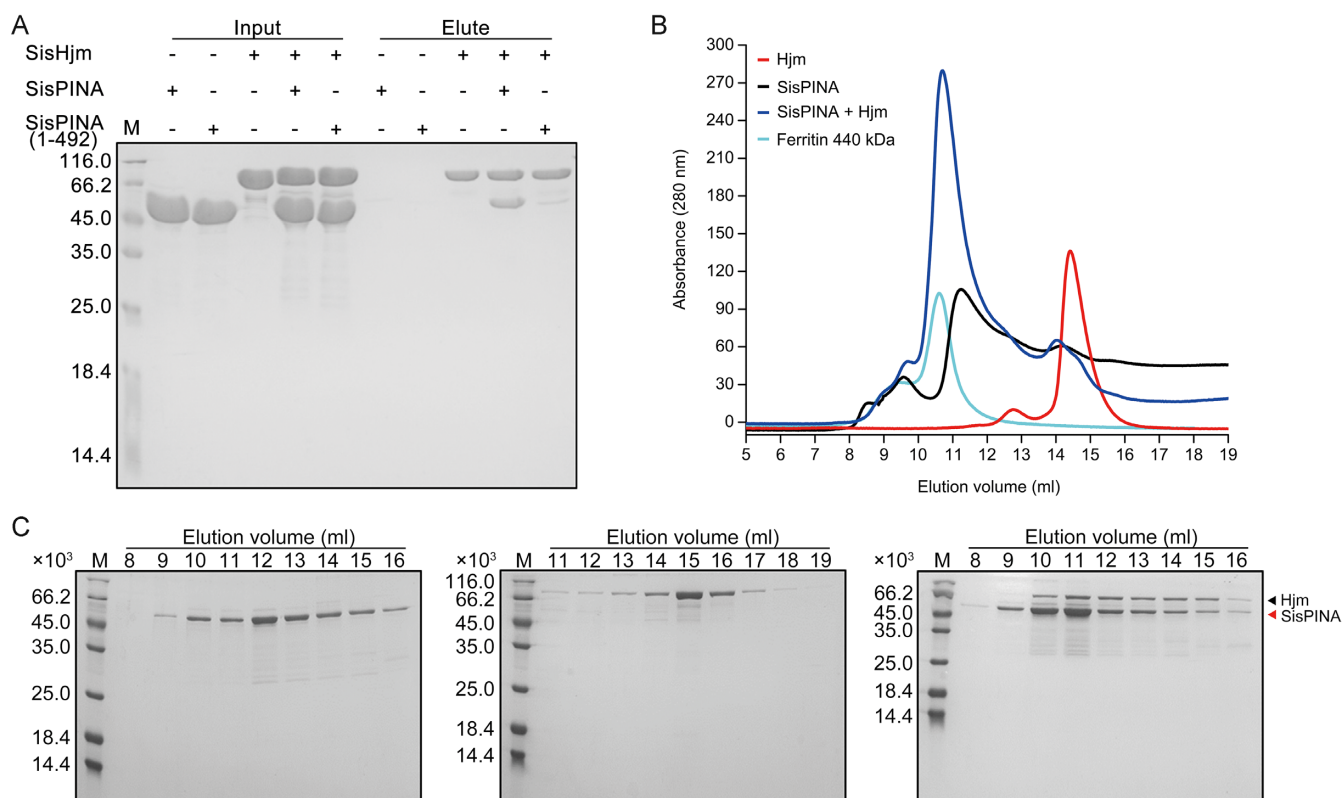 A
Input Elute
SisHjm - - + + + - - + + +
SisPINA + - - + - + - - + -
SisPINA (1-492) M - + - - + - + - - +
116.0
66.2
45.0
35.0
25.0
18.4
14.4
B
Absorbance (280 nm)
300
270
240
210
180
150
120
90
60
30
0
Hjm
SisPINA
SisPINA + Hjm
Ferritin 440 kDa
5 6 7 8 9 10 11 12 13 14 15 16 17 18 19
Elution volume (ml)
C
Elution volume (ml)
×10³ M 8 9 10 11 12 13 14 15 16
66.2
45.0
35.0
25.0
18.4
14.4
Elution volume (ml)
×10³ M 11 12 13 14 15 16 17 18 19
116.0
66.2
45.0
35.0
25.0
18.4
14.4
Elution volume (ml)
×10³ M 8 9 10 11 12 13 14 15 16
66.2
45.0
35.0
25.0
18.4
14.4
Hjm
SisPINA